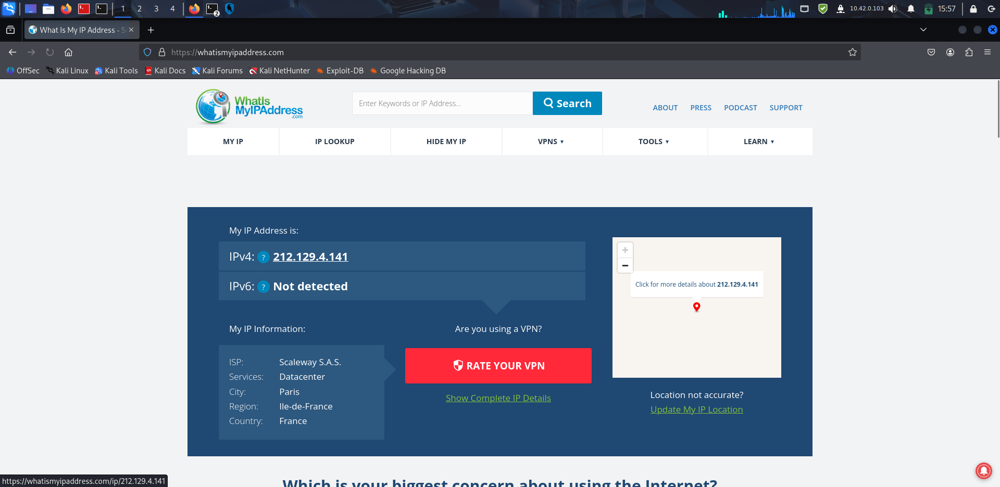 1 2 3 4 2 10.42.0.103 15:57
What Is My IP Address - S
https://whatismyipaddress.com
OffSec Kali Linux Kali Tools Kali Docs Kali Forums Kali NetHunter Exploit-DB Google Hacking DB
WhatIs
MyIPAddress
.com
Enter Keywords or IP Address...
Search
ABOUT PRESS PODCAST SUPPORT
MY IP IP LOOKUP HIDE MY IP VPNS ▾ TOOLS ▾ LEARN ▾
My IP Address is:
IPv4: ? 212.129.4.141
IPv6: ? Not detected
+
−
Click for more details about 212.129.4.141
My IP Information:
ISP: Scaleway S.A.S.
Services: Datacenter
City: Paris
Region: Ile-de-France
Country: France
Are you using a VPN?
RATE YOUR VPN
Show Complete IP Details
Location not accurate?
Update My IP Location
Which is your biggest concern about using the Internet?
https://whatismyipaddress.com/ip/212.129.4.141